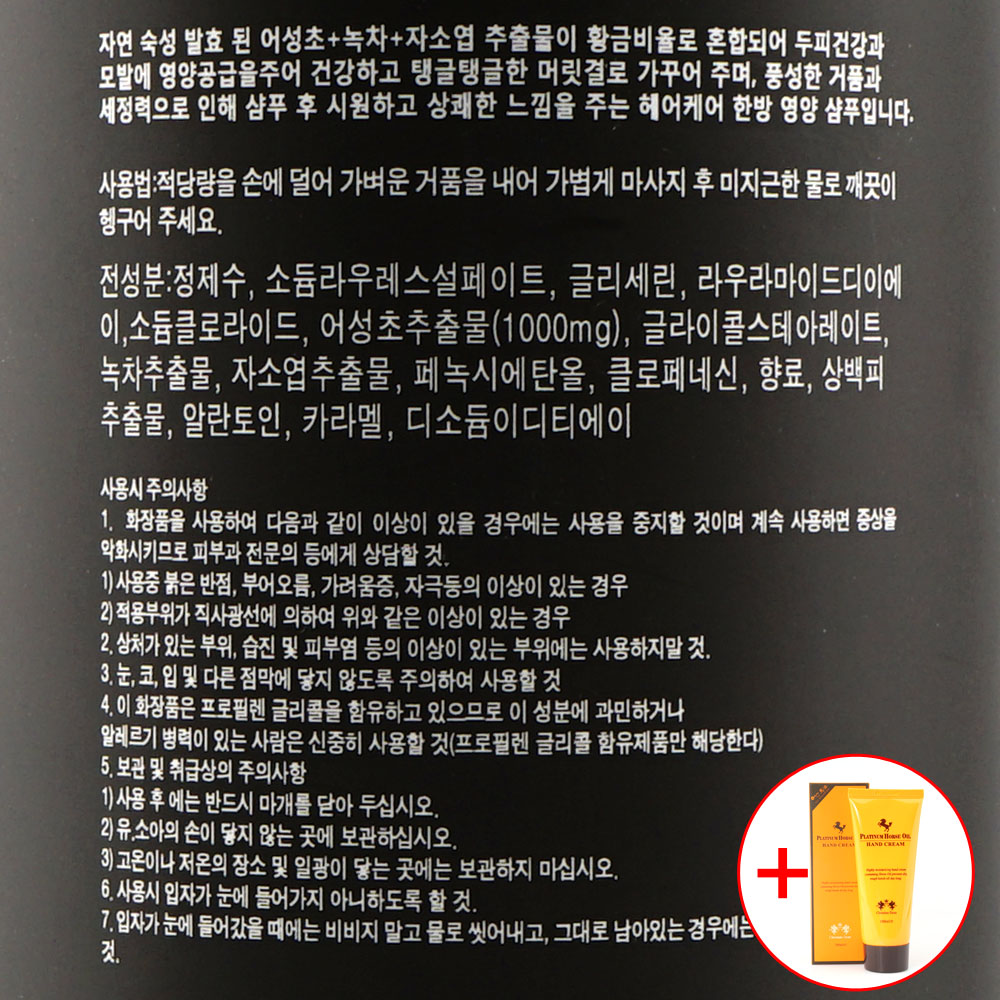 자연 숙성 발효 된 어성초+녹차+자소엽 추출물이 황금비율로 혼합되어 두피건강과
모발에 영양공급을주어 건강하고 탱글탱글한 머릿결로 가꾸어 주며, 풍성한 거품과
세정력으로 인해 샴푸 후 시원하고 상쾌한 느낌을 주는 헤어케어 한방 영양 샴푸입니다.
사용법:적당량을 손에 덜어 가벼운 거품을 내어 가볍게 마사지 후 미지근한 물로 깨끗이
헹구어 주세요.
전성분:정제수, 소듐라우레스설페이트, 글리세린, 라우라마이드디이에
이,소듐클로라이드, 어성초추출물(1000mg), 글라이콜스테아레이트,
녹차추출물, 자소엽추출물, 페녹시에탄올, 클로페네신, 향료, 상백피
추출물, 알란토인, 카라멜, 디소듐이디티에이
사용시 주의사항
1. 화장품을 사용하여 다음과 같이 이상이 있을 경우에는 사용을 중지할 것이며 계속 사용하면 증상을
악화시키므로 피부과 전문의 등에게 상담할 것.
1) 사용중 붉은 반점, 부어오름, 가려움증, 자극등의 이상이 있는 경우
2) 적용부위가 직사광선에 의하여 위와 같은 이상이 있는 경우
2. 상처가 있는 부위, 습진 및 피부염 등의 이상이 있는 부위에는 사용하지말 것.
3. 눈, 코, 입 및 다른 점막에 닿지 않도록 주의하여 사용할 것
4. 이 화장품은 프로필렌 글리콜을 함유하고 있으므로 이 성분에 과민하거나
알레르기 병력이 있는 사람은 신중히 사용할 것(프로필렌 글리콜 함유제품만 해당한다)
5. 보관 및 취급상의 주의사항
1) 사용 후 에는 반드시 마개를 닫아 두십시오.
2) 유.소아의 손이 닿지 않는 곳에 보관하십시오.
3) 고온이나 저온의 장소 및 일광이 닿는 곳에는 보관하지 마십시오.
6. 사용시 입자가 눈에 들어가지 아니하도록 할 것.
7. 입자가 눈에 들어갔을 때에는 비비지 말고 물로 씻어내고, 그대로 남아있는 경우에는
것.
+
PLATINUM HORSE OIL
HAND CREAM
PLATINUM HORSE OIL
HAND CREAM